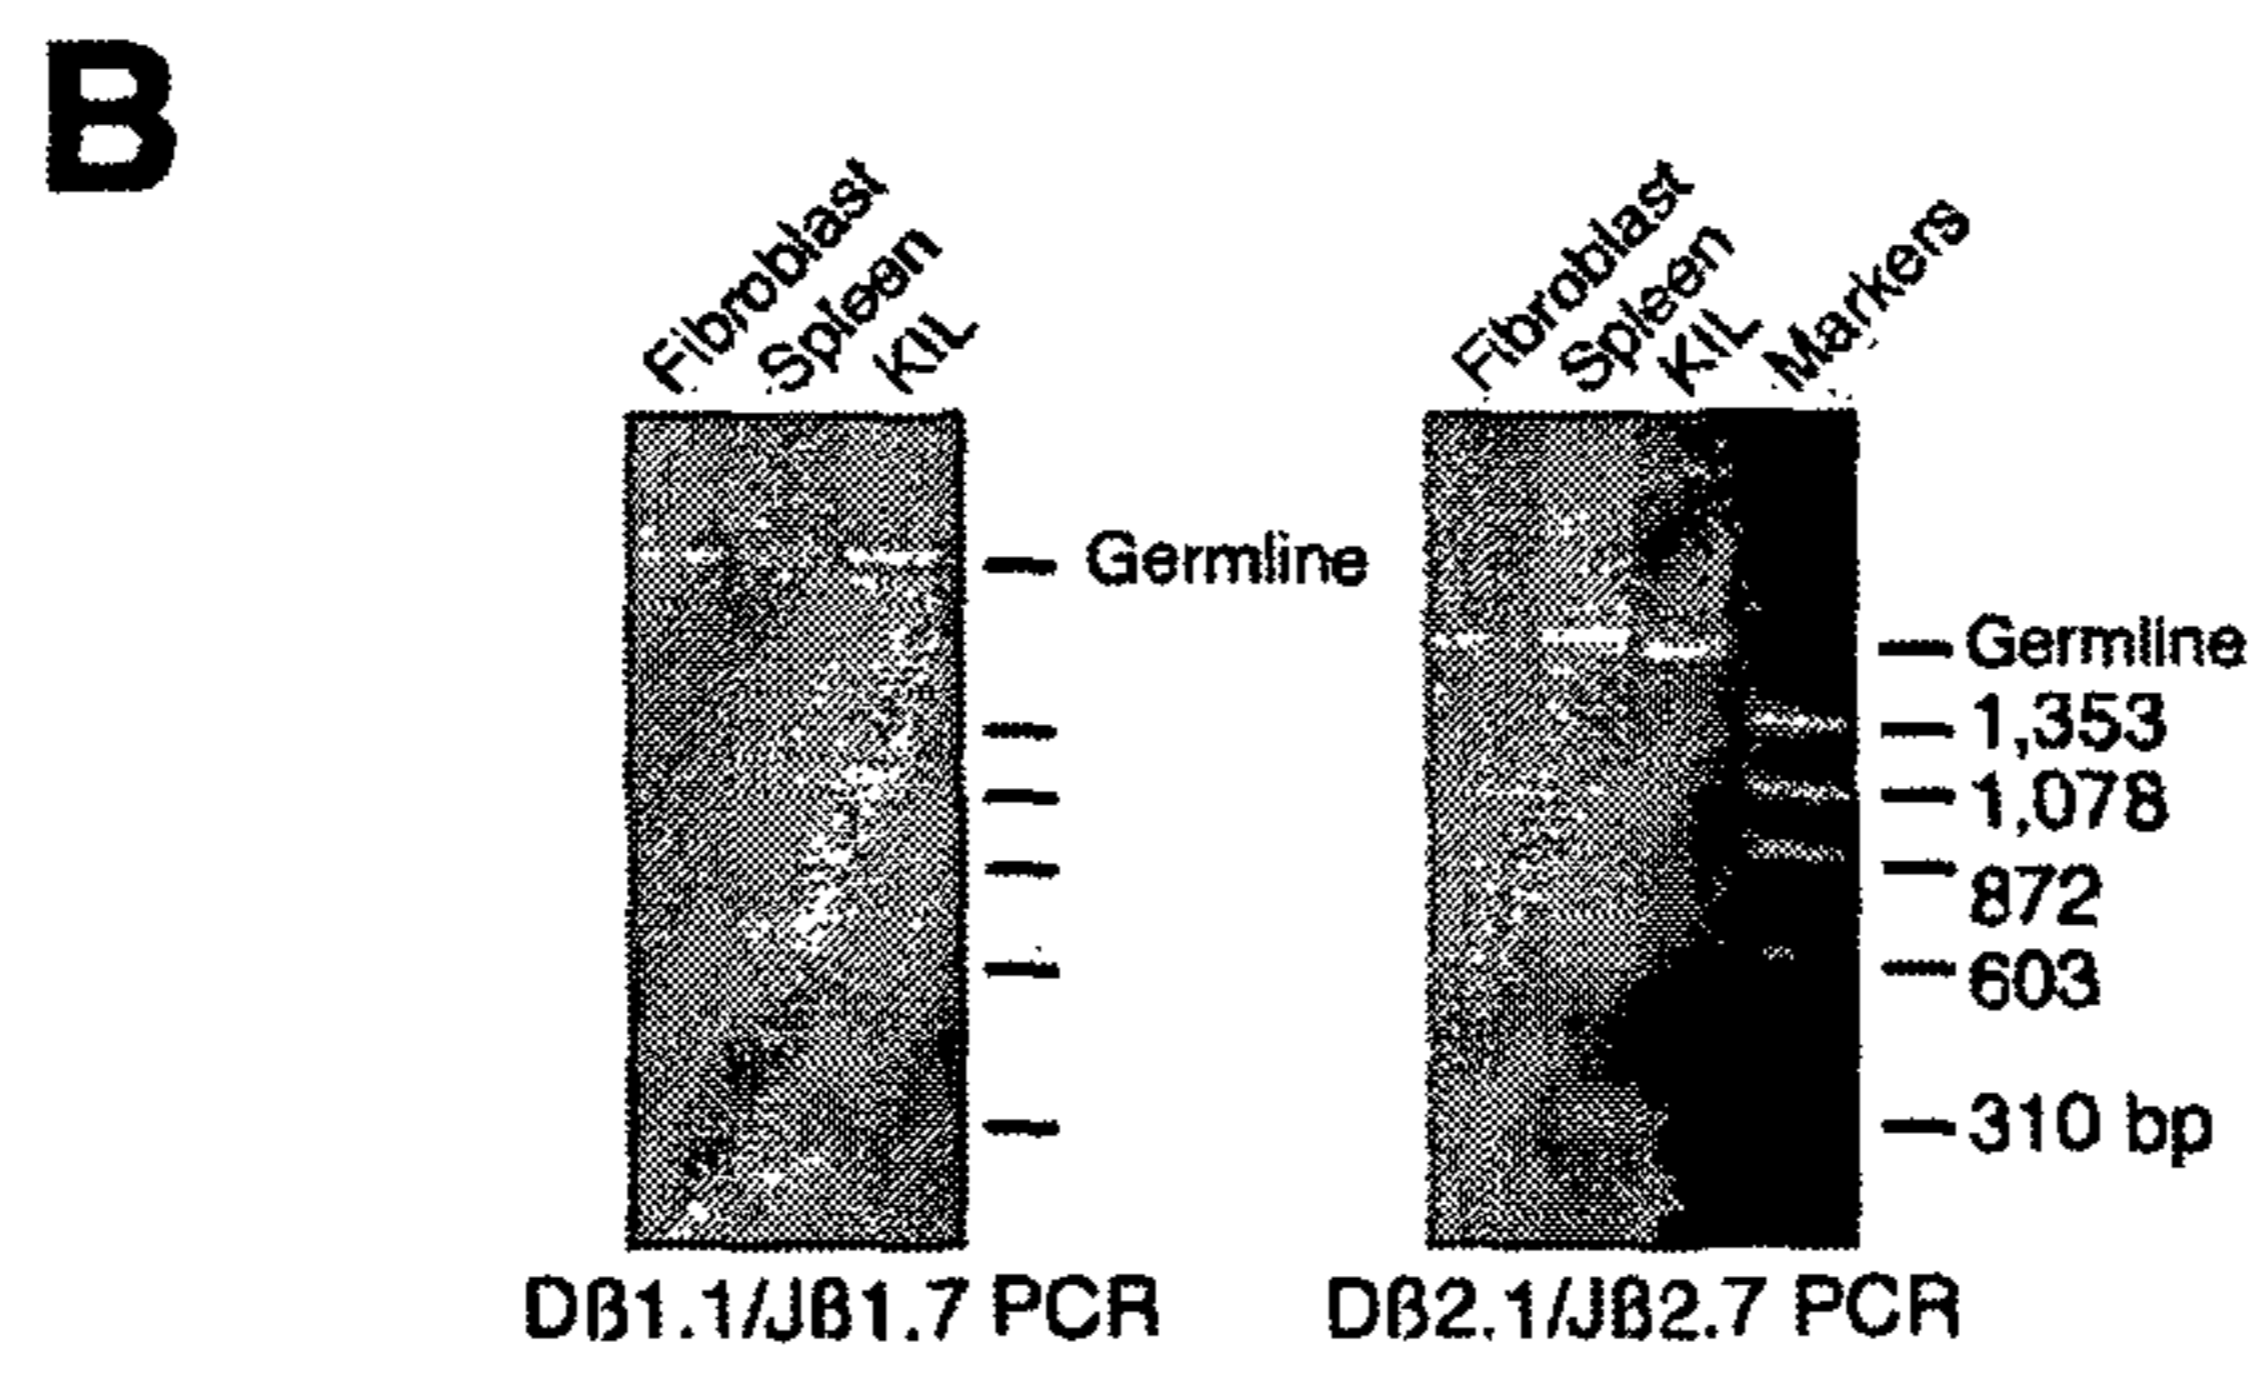 B
Fibroblast
Spleen
KIL
Fibroblast
Spleen
KIL
Markers
Germline
Germline
1,353
1,078
872
603
310 bp
Dß1.1/Jß1.7 PCR
Dß2.1/Jß2.7 PCR